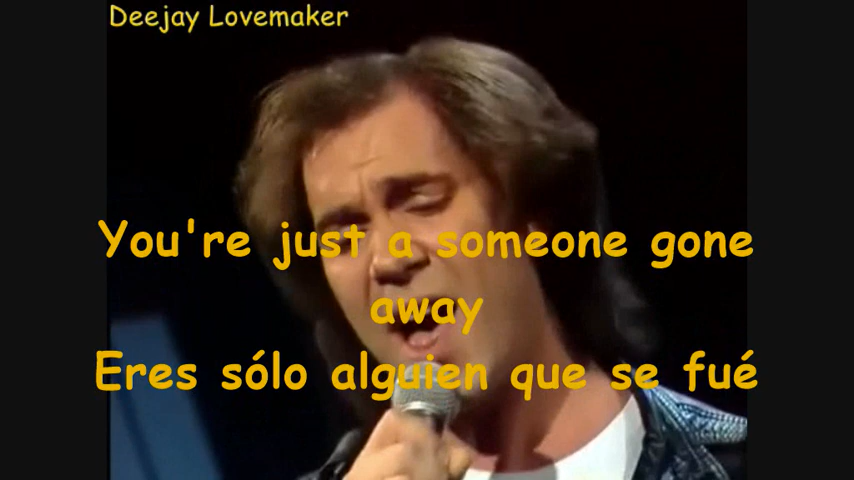 Deejay Lovemaker
You're just a someone gone
away
Eres sólo alguien que se fué